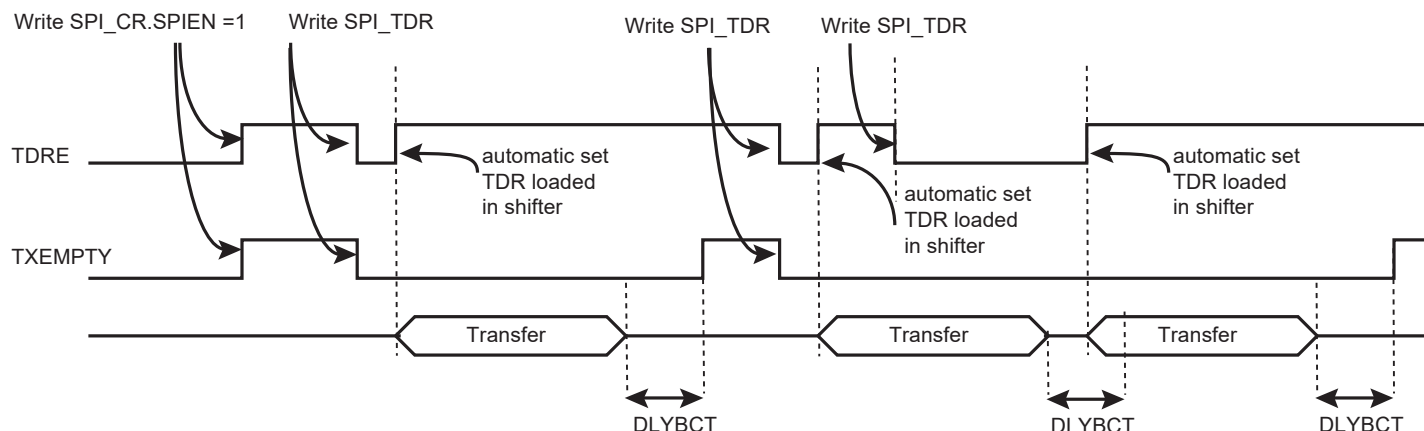 Write SPI_CR.SPIEN =1
Write SPI_TDR
Write SPI_TDR
Write SPI_TDR
TDRE
automatic set
TDR loaded
in shifter
automatic set
TDR loaded
in shifter
automatic set
TDR loaded
in shifter
TXEMPTY
Transfer
Transfer
Transfer
DLYBCT
DLYBCT
DLYBCT